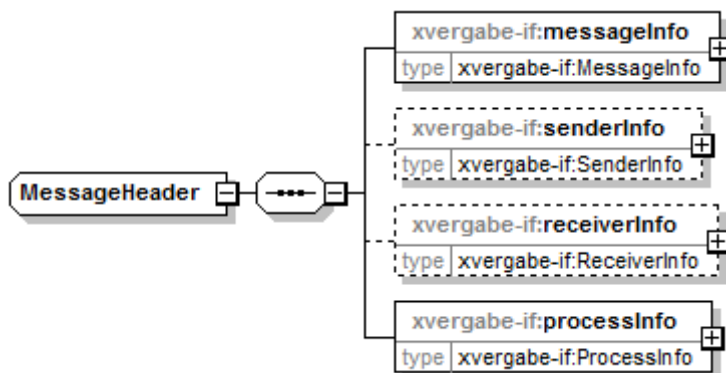 xvergabe-if:messageInfo
type xvergabe-if:MessageInfo
xvergabe-if:senderInfo
type xvergabe-if:SenderInfo
MessageHeader
xvergabe-if:receiverInfo
type xvergabe-if:ReceiverInfo
xvergabe-if:processInfo
type xvergabe-if:ProcessInfo